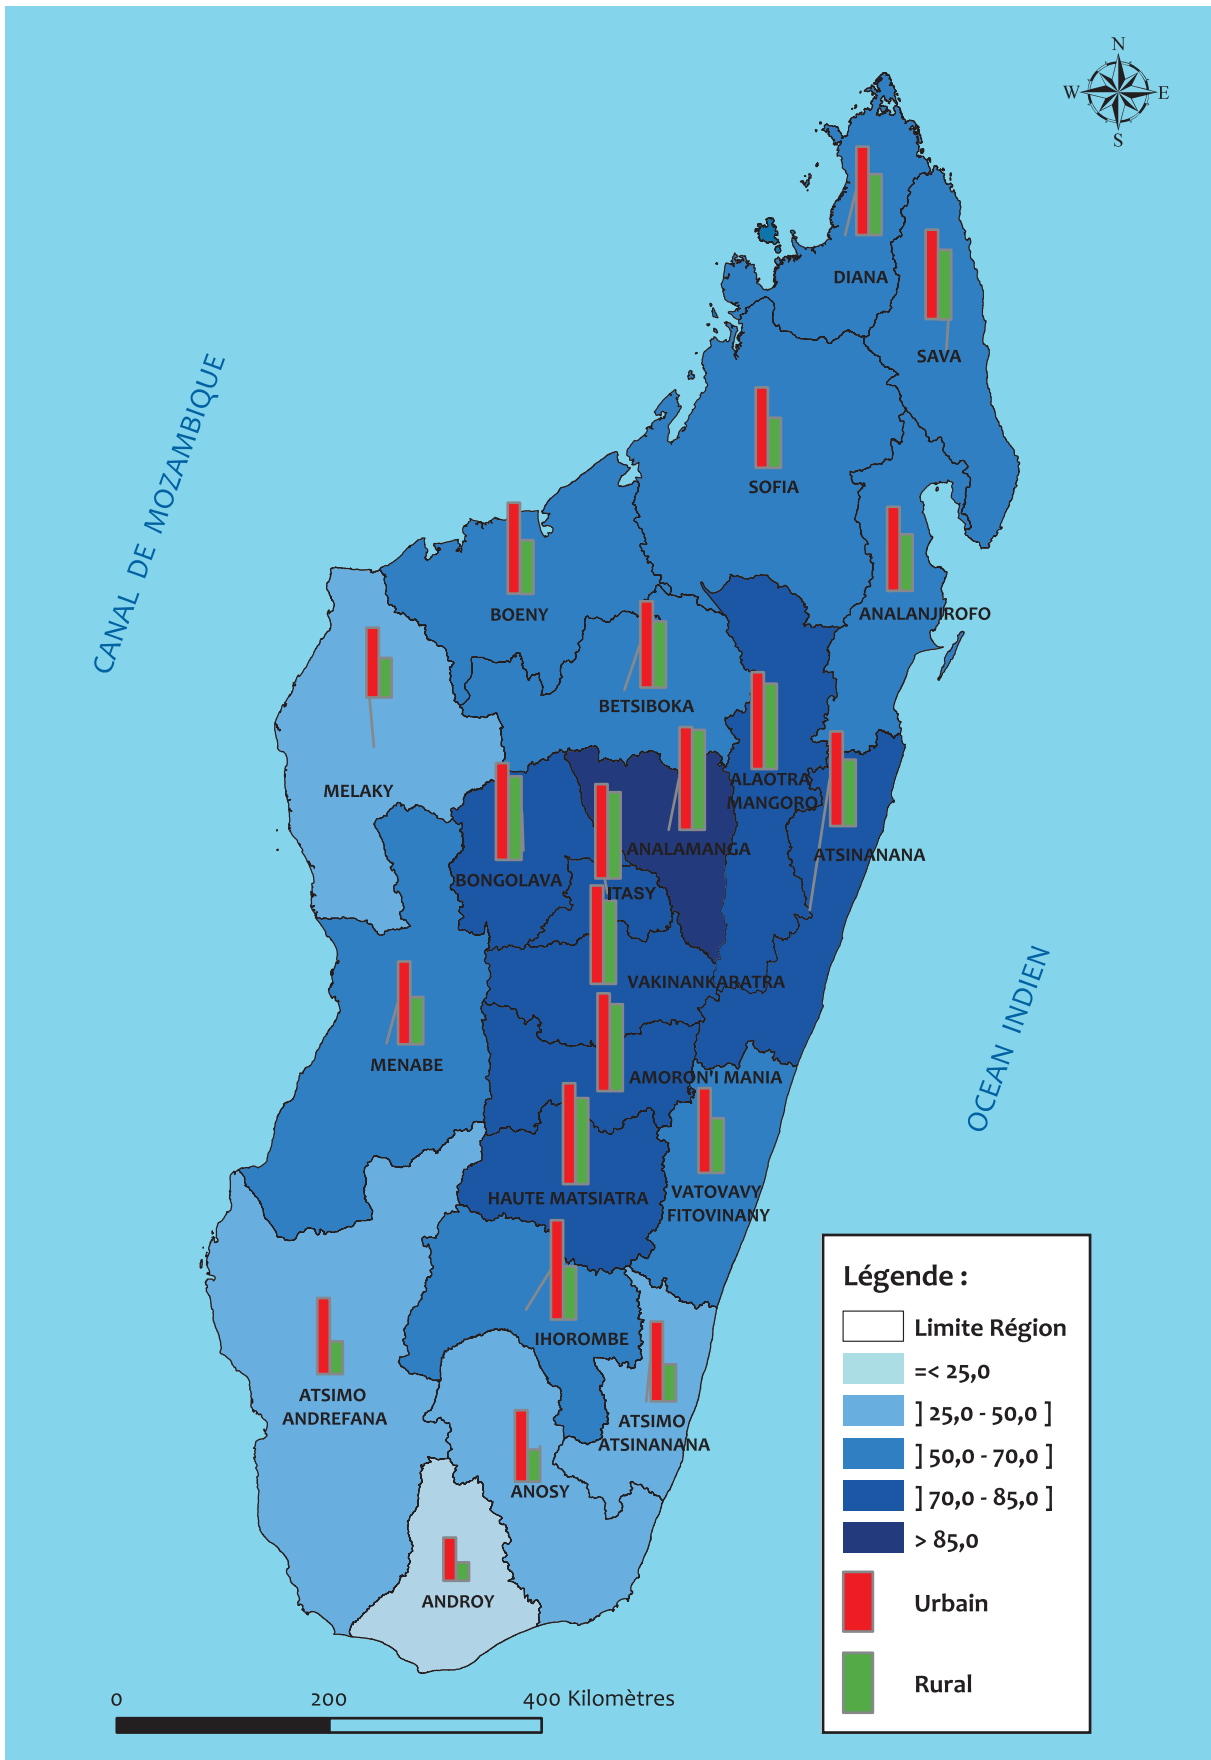 N
W E
S
DIANA
SAVA
CANAL DE MOZAMBIQUE
SOFIA
BOENY
ANALANJIROFO
BETSIBOKA
MELAKY
ALAOTRA
MANGORO
ANALAMANGA
ATSINANANA
BONGOLAVA
ITASY
VAKINANKARATRA
OCEAN INDIEN
MENABE
AMORON'I MANIA
HAUTE MATSIATRA
VATOVAVY
FITOVINANY
IHOROMBE
ATSIMO
ANDREFANA
ATSIMO
ATSINANANA
ANOSY
ANDROY
Légende :
Limite Région
=< 25,0
] 25,0 - 50,0 ]
] 50,0 - 70,0 ]
] 70,0 - 85,0 ]
> 85,0
Urbain
Rural
0 200 400 Kilomètres